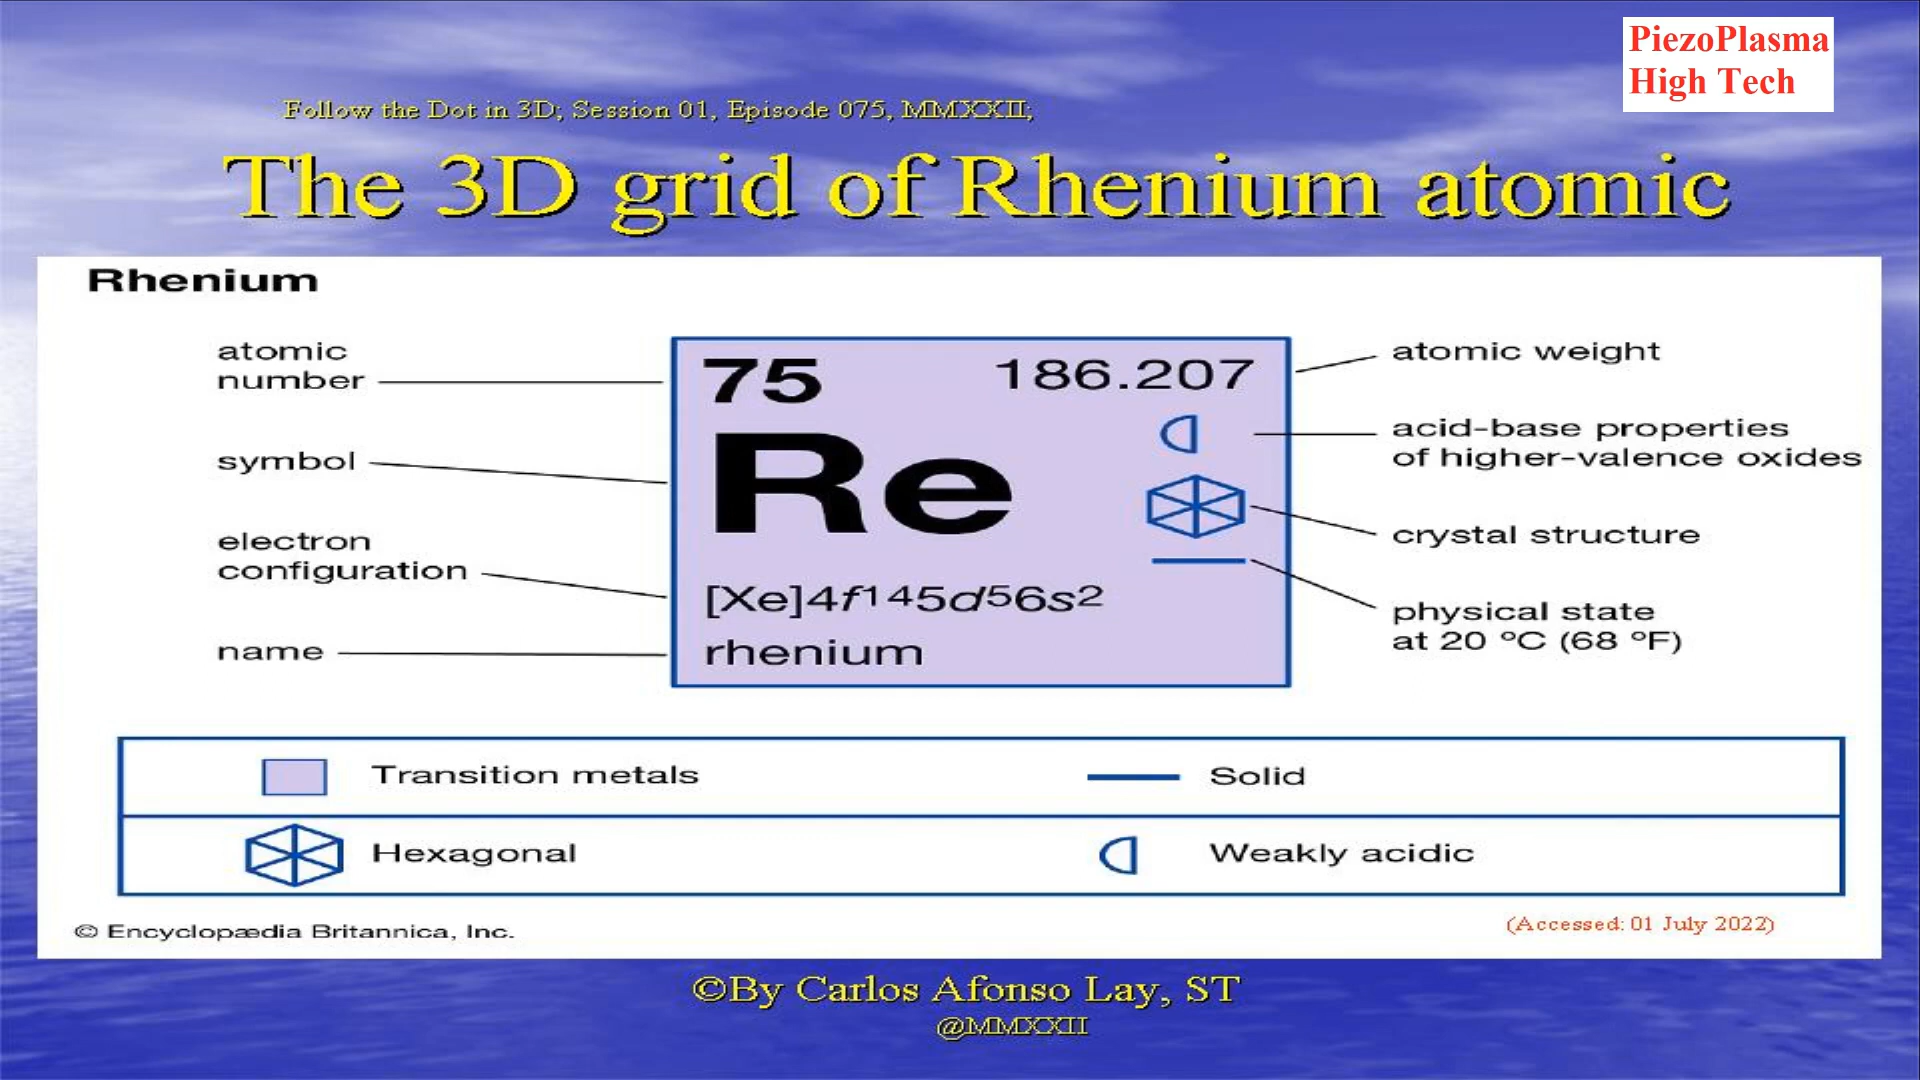 PiezoPlasma
High Tech
Follow the Dot in 3D; Session 01, Episode 075, MMXXII;
The 3D grid of Rhenium atomic
Rhenium
atomic
number
symbol
electron
configuration
name
75
186.207
Re
[Xe]4f¹⁴5d⁵6s²
rhenium
atomic weight
acid-base properties
of higher-valence oxides
crystal structure
physical state
at 20 ºC (68 ºF)
Transition metals
Solid
Hexagonal
Weakly acidic
© Encyclopædia Britannica, Inc.
(Accessed: 01 July 2022)
©By Carlos Afonso Lay, ST
@MMXXII